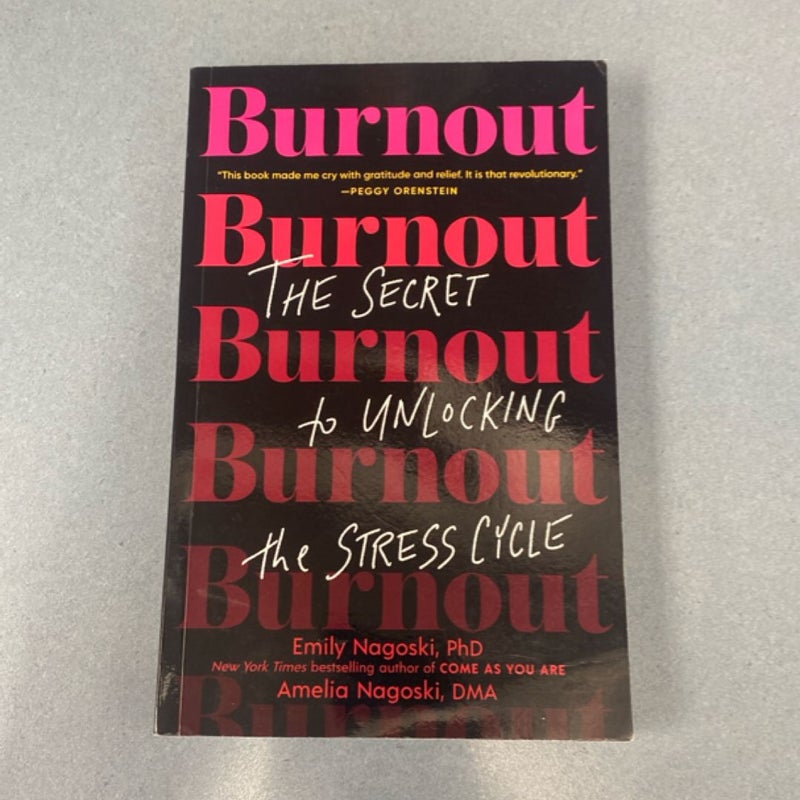 Burnout
“This book made me cry with gratitude and relief. It is that revolutionary.”
—PEGGY ORENSTEIN
Burnout
THE SECRET
Burnout
to UNLOCKING
Burnout
the STRESS CYCLE
Burnout
Emily Nagoski, PhD
New York Times bestselling author of COME AS YOU ARE
Amelia Nagoski, DMA
Burnout